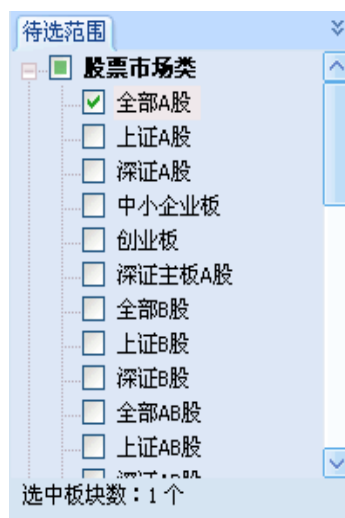 待选范围
股票市场类
全部A股
上证A股
深证A股
中小企业板
创业板
深证主板A股
全部B股
上证B股
深证B股
全部AB股
上证AB股
选中板块数：1个